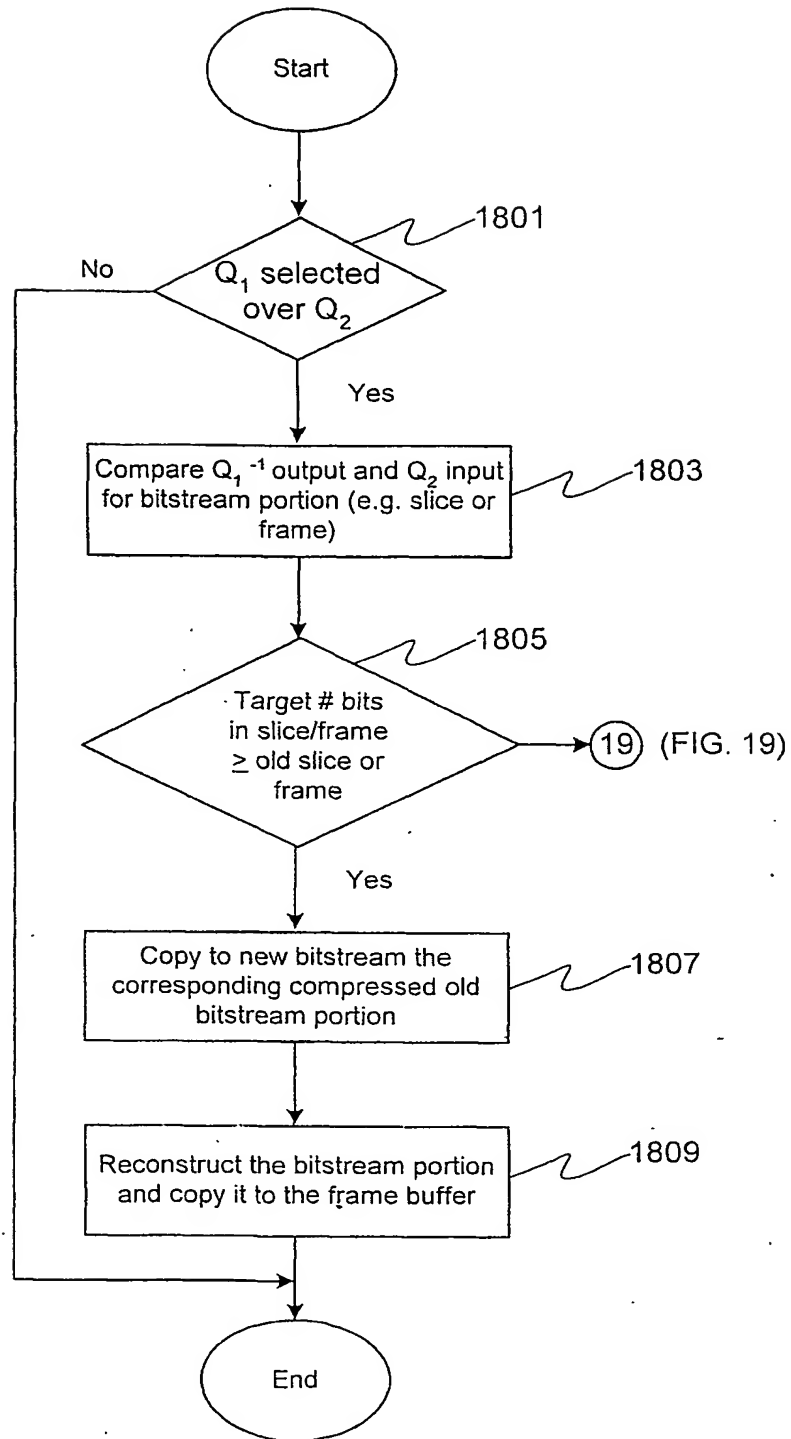 Start
1801
No
Q₁ selected
over Q₂
Yes
Compare Q₁⁻¹ output and Q₂ input
for bitstream portion (e.g. slice or
frame)
1803
1805
Target # bits
in slice/frame
≥ old slice or
frame
19 (FIG. 19)
Yes
Copy to new bitstream the
corresponding compressed old
bitstream portion
1807
Reconstruct the bitstream portion
and copy it to the frame buffer
1809
End